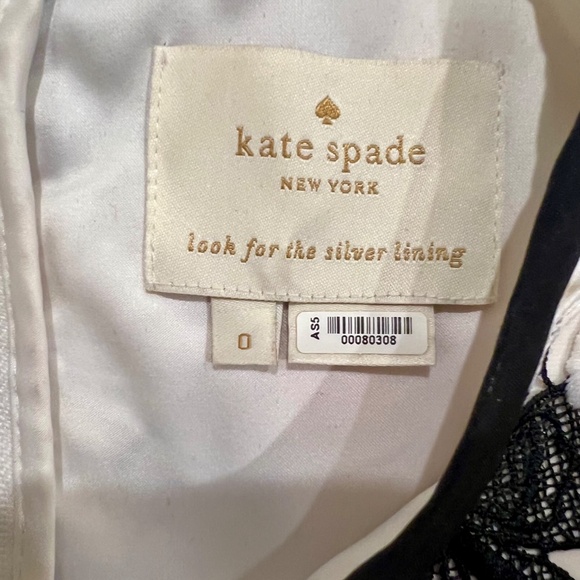 kate spade
NEW YORK
look for the silver lining
0
AS5
00080308